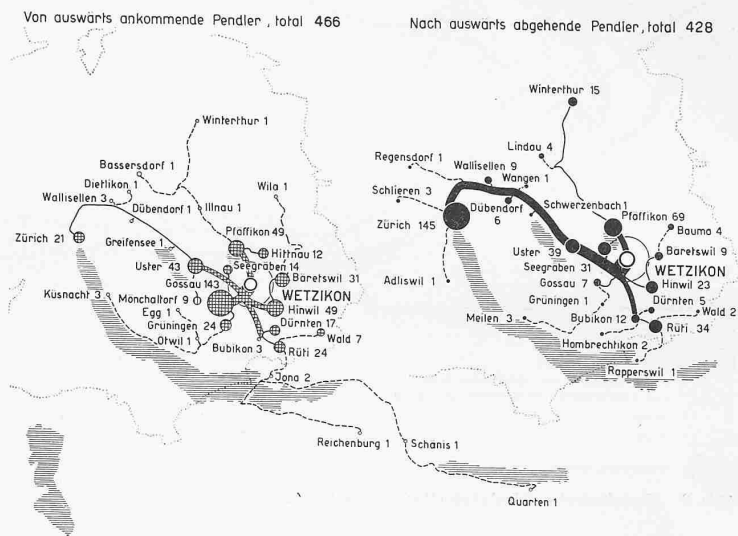 Von auswärts ankommende Pendler, total 466
Winterthur 1
Bassersdorf 1
Dietlikon 1
Wallisellen 3
Dübendorf 1
Illnau 1
Wila 1
Zürich 21
Greifensee 1
Pfäffikon 49
Hittnau 12
Uster 43
Seegräben 14
Bäretswil 31
Gossau 143
WETZIKON
Küsnacht 3
Mönchaltorf 9
Hinwil 49
Egg 1
Grüningen 24
Dürnten 17
Otwil 1
Bubikon 3
Wald 7
Rüti 24
Jona 2
Reichenburg 1
Schänis 1
Quarten 1
Nach auswärts abgehende Pendler, total 428
Winterthur 15
Lindau 4
Regensdorf 1
Wallisellen 9
Wangen 1
Schlieren 3
Dübendorf
6
Schwerzenbach 1
Zürich 145
Pfäffikon 69
Bauma 4
Uster 39
Bäretswil 9
Seegräben 31
WETZIKON
Adliswil 1
Gossau 7
Hinwil 23
Grüningen 1
Dürnten 5
Meilen 3
Bubikon 12
Wald 2
Hombrechtikon 2
Rüti 34
Rapperswil 1